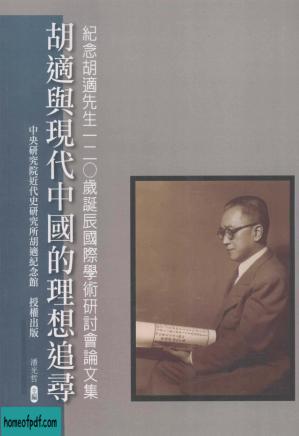 紀念胡適先生一二〇歲誕辰國際學術研討會論文集
胡適與現代中國的理想追尋
中央研究院近代史研究所胡適紀念館 授權出版
潘光哲 主編
homeofpdf.com